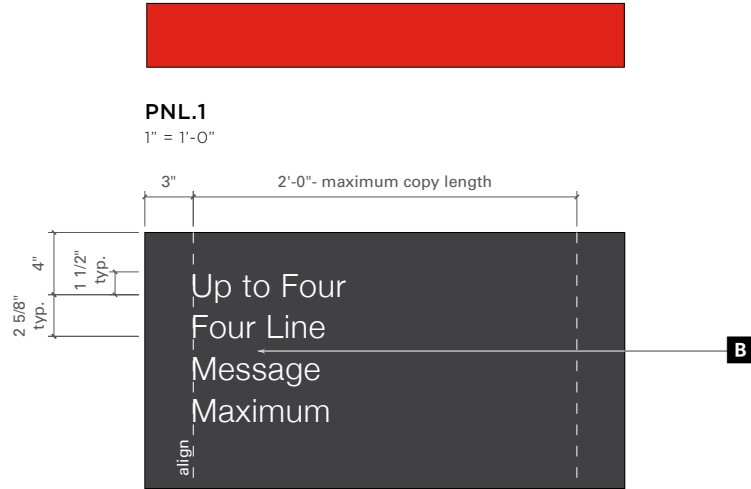 PNL.1
1" = 1'-0"
3"
2'-0"- maximum copy length
4"
1 1/2"
typ.
2 5/8"
typ.
Up to Four
Four Line
Message
Maximum
B
align